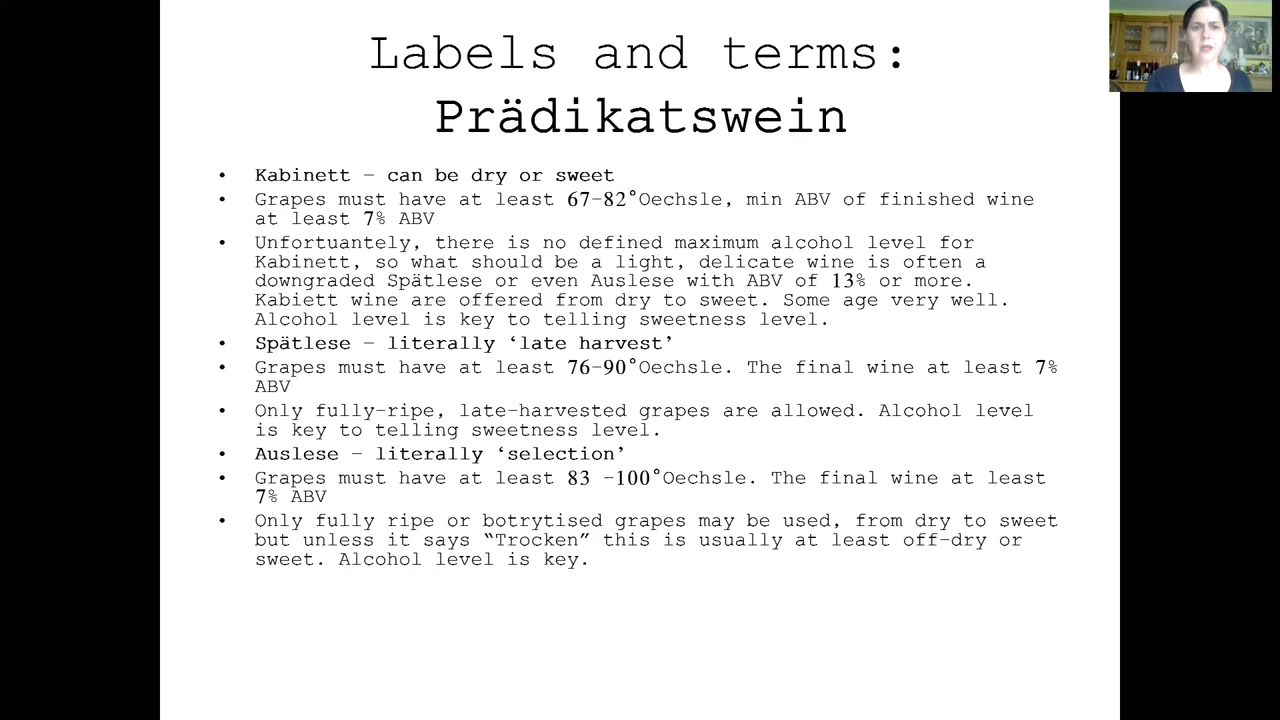 Labels and terms:
Prädikatswein
• Kabinett – can be dry or sweet
• Grapes must have at least 67-82°Oechsle, min ABV of finished wine
at least 7% ABV
• Unfortuantely, there is no defined maximum alcohol level for
Kabinett, so what should be a light, delicate wine is often a
downgraded Spätlese or even Auslese with ABV of 13% or more.
Kabiett wine are offered from dry to sweet. Some age very well.
Alcohol level is key to telling sweetness level.
• Spätlese – literally ‘late harvest’
• Grapes must have at least 76-90°Oechsle. The final wine at least 7%
ABV
• Only fully-ripe, late-harvested grapes are allowed. Alcohol level
is key to telling sweetness level.
• Auslese – literally ‘selection’
• Grapes must have at least 83 -100°Oechsle. The final wine at least
7% ABV
• Only fully ripe or botrytised grapes may be used, from dry to sweet
but unless it says “Trocken” this is usually at least off-dry or
sweet. Alcohol level is key.